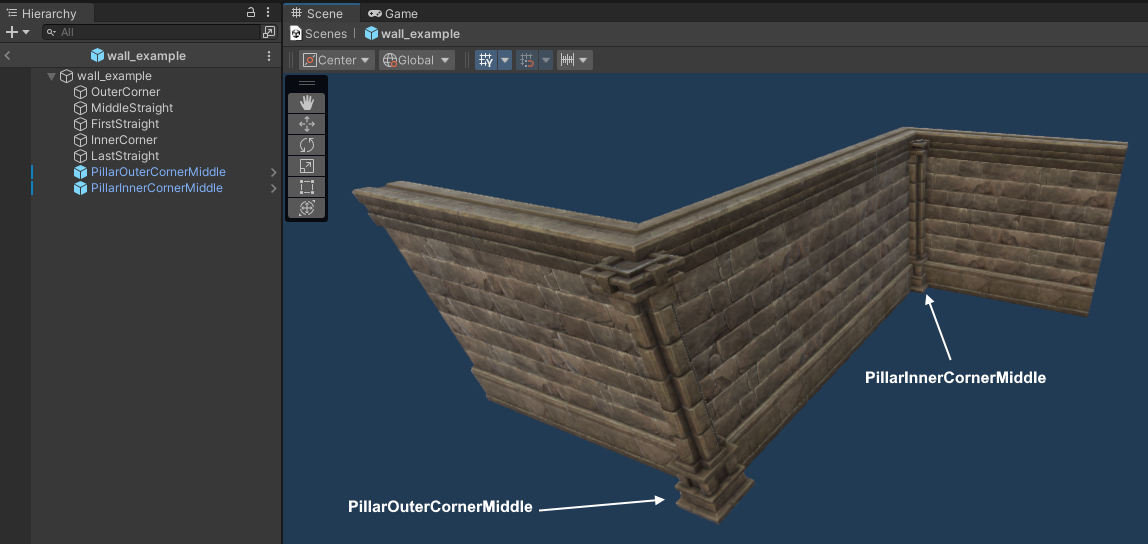 Hierarchy
All
wall_example
wall_example
OuterCorner
MiddleStraight
FirstStraight
InnerCorner
LastStraight
PillarOuterCornerMiddle
PillarInnerCornerMiddle
Scene Game
Scenes wall_example
Center Global
PillarInnerCornerMiddle
PillarOuterCornerMiddle